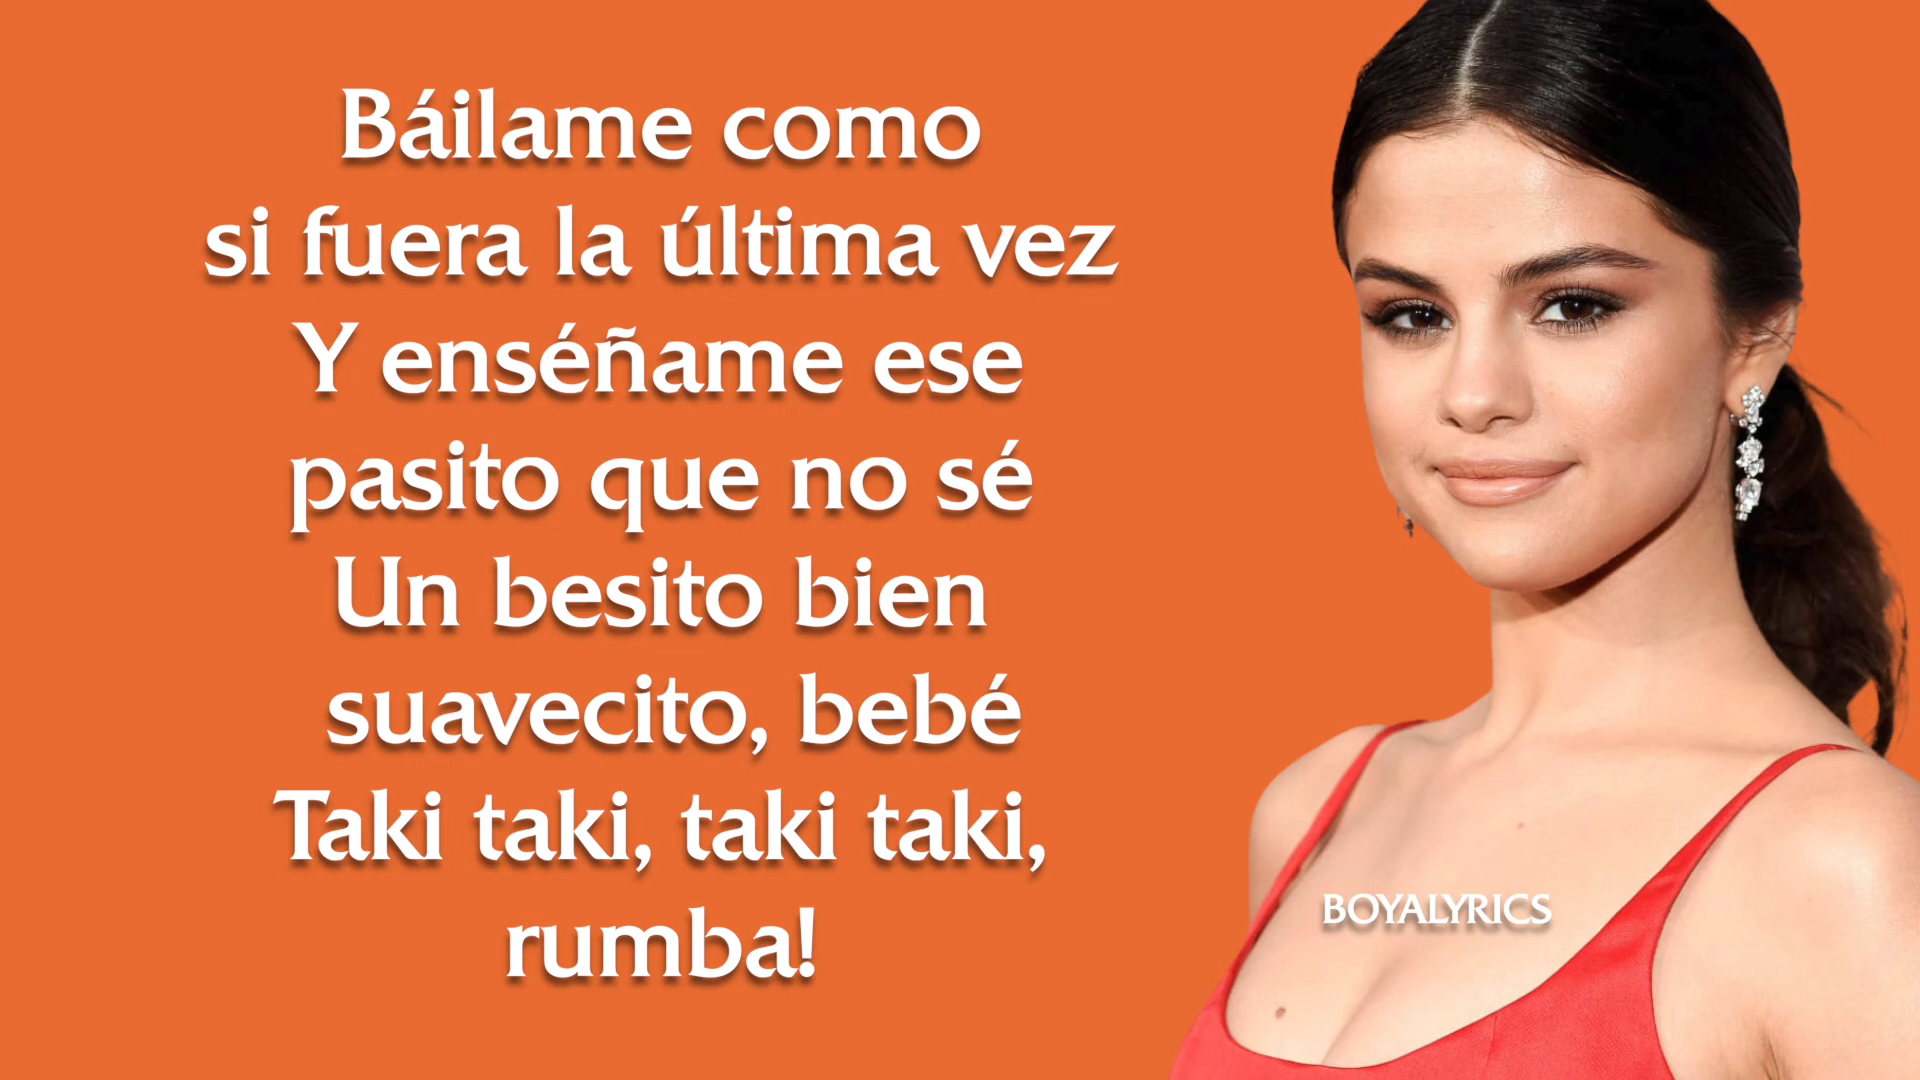 Báilame como
si fuera la última vez
Y enséñame ese
pasito que no sé
Un besito bien
suavecito, bebé
Taki taki, taki taki,
rumba!
BOYALYRICS